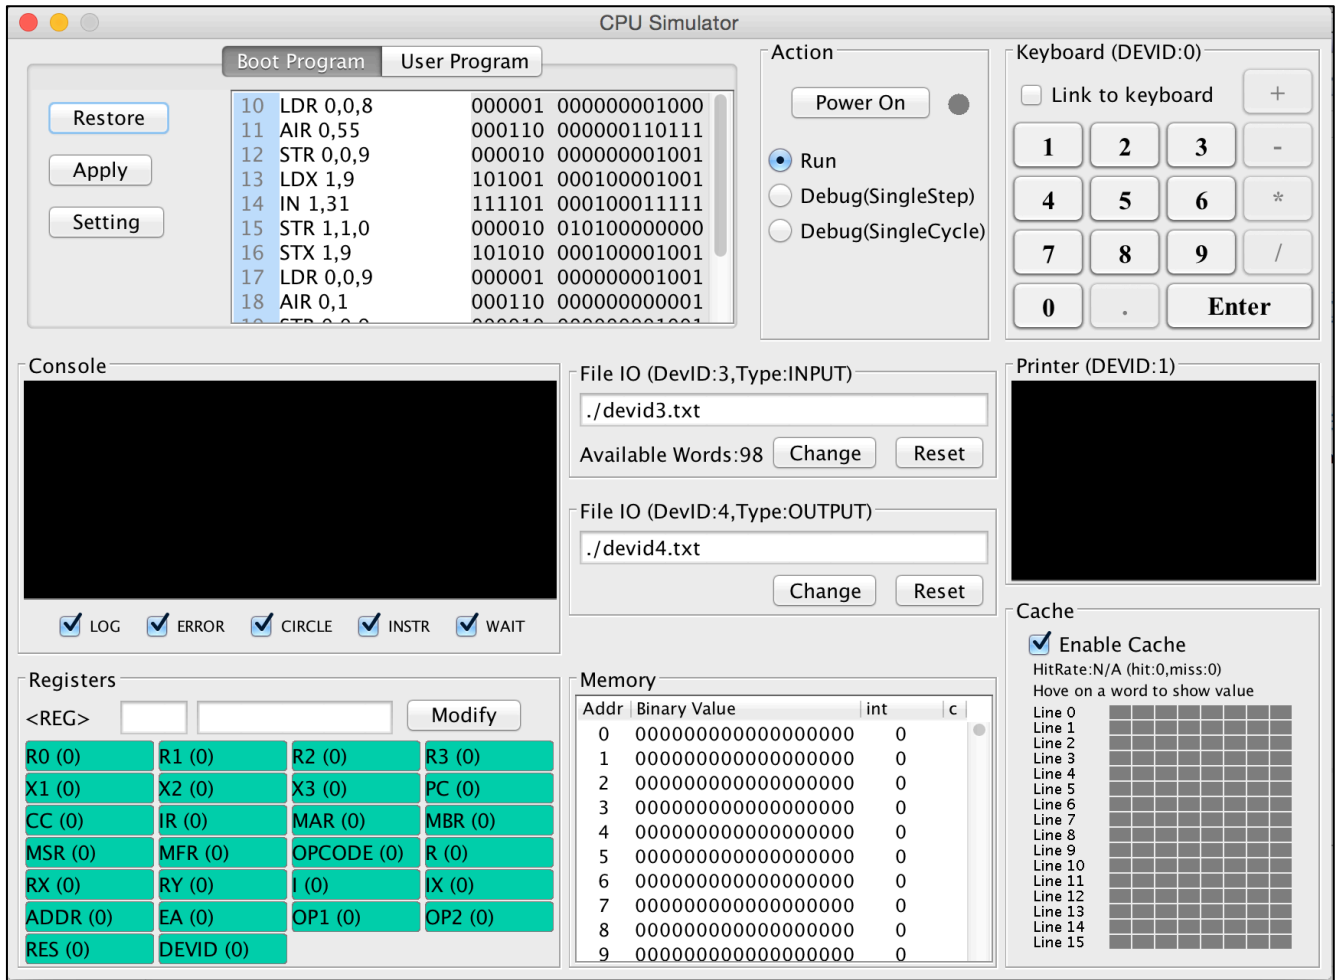 CPU Simulator
Boot Program User Program
Restore
Apply
Setting
10 LDR 0,0,8 000001 000000001000
11 AIR 0,55 000110 000000110111
12 STR 0,0,9 000010 000000001001
13 LDX 1,9 101001 000100001001
14 IN 1,31 111101 000100011111
15 STR 1,1,0 000010 010100000000
16 STX 1,9 101010 000100001001
17 LDR 0,0,9 000001 000000001001
18 AIR 0,1 000110 000000000001
19 STR 0,0,9 000010 000000001001
Action
Power On
Run
Debug(SingleStep)
Debug(SingleCycle)
Keyboard (DEVID:0)
Link to keyboard +
1 2 3 -
4 5 6 *
7 8 9 /
0 . Enter
Console
LOG ERROR CIRCLE INSTR WAIT
File IO (DevID:3,Type:INPUT)
./devid3.txt
Available Words:98 Change Reset
File IO (DevID:4,Type:OUTPUT)
./devid4.txt
Change Reset
Printer (DEVID:1)
Registers
<REG> Modify
R0 (0) R1 (0) R2 (0) R3 (0)
X1 (0) X2 (0) X3 (0) PC (0)
CC (0) IR (0) MAR (0) MBR (0)
MSR (0) MFR (0) OPCODE (0) R (0)
RX (0) RY (0) I (0) IX (0)
ADDR (0) EA (0) OP1 (0) OP2 (0)
RES (0) DEVID (0)
Memory
Addr Binary Value int c
0 000000000000000000 0
1 000000000000000000 0
2 000000000000000000 0
3 000000000000000000 0
4 000000000000000000 0
5 000000000000000000 0
6 000000000000000000 0
7 000000000000000000 0
8 000000000000000000 0
9 000000000000000000 0
Cache
Enable Cache
HitRate:N/A (hit:0,miss:0)
Hove on a word to show value
Line 0
Line 1
Line 2
Line 3
Line 4
Line 5
Line 6
Line 7
Line 8
Line 9
Line 10
Line 11
Line 12
Line 13
Line 14
Line 15